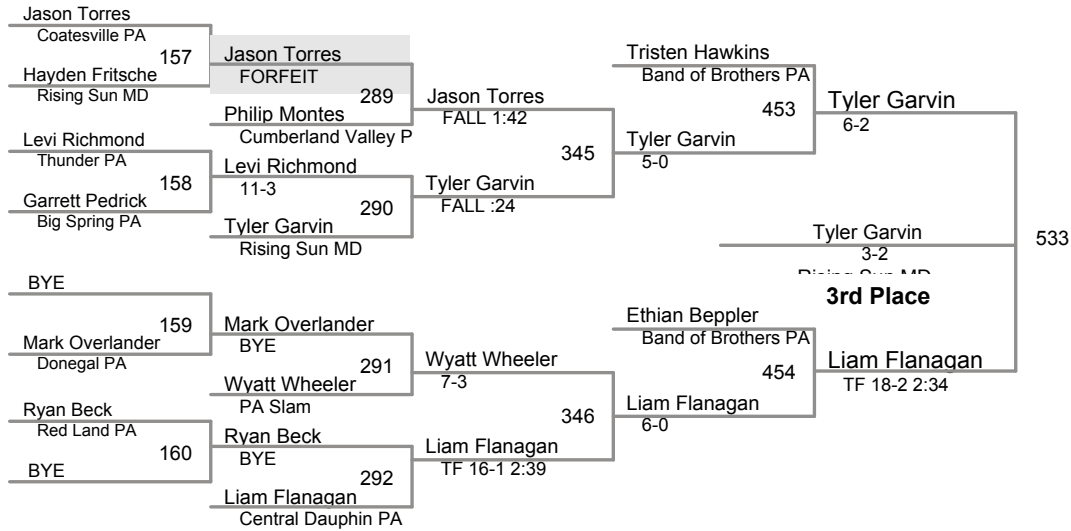 Jason Torres
Coatesville PA
157
Hayden Fritsche
Rising Sun MD
Levi Richmond
Thunder PA
158
Garrett Pedrick
Big Spring PA
BYE
159
Mark Overlander
Donegal PA
Ryan Beck
Red Land PA
160
BYE
Jason Torres
FORFEIT
289
Philip Montes
Cumberland Valley P
Levi Richmond
11-3
290
Tyler Garvin
Rising Sun MD
Mark Overlander
BYE
291
Wyatt Wheeler
PA Slam
Ryan Beck
BYE
292
Liam Flanagan
Central Dauphin PA
Jason Torres
FALL 1:42
345
Tyler Garvin
FALL :24
Wyatt Wheeler
7-3
346
Liam Flanagan
TF 16-1 2:39
Tristen Hawkins
Band of Brothers PA
453
Tyler Garvin
5-0
Ethian Beppler
Band of Brothers PA
454
Liam Flanagan
6-0
Tyler Garvin
6-2
Tyler Garvin
3-2
Rising Sun MD
3rd Place
533
Liam Flanagan
TF 18-2 2:34